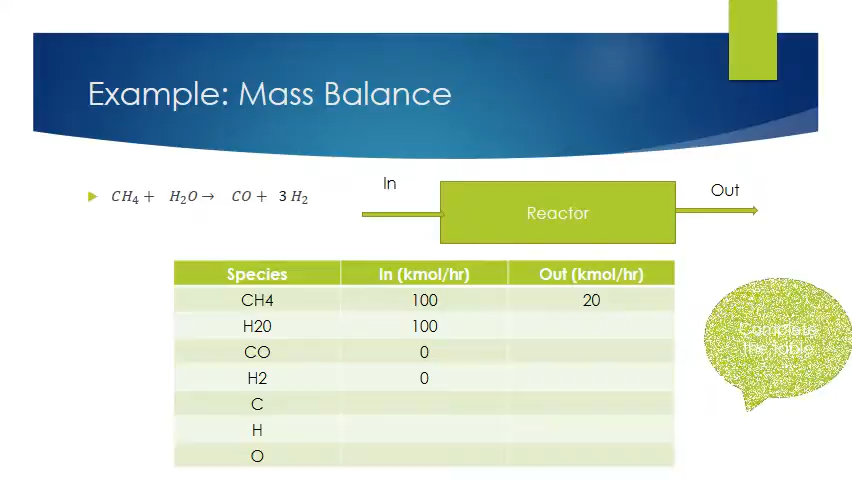 Example: Mass Balance
CH₄ + H₂O → CO + 3 H₂
In
Reactor
Out
Species In (kmol/hr) Out (kmol/hr)
CH4 100 20
H20 100
CO 0
H2 0
C
H
O
Complete
the table